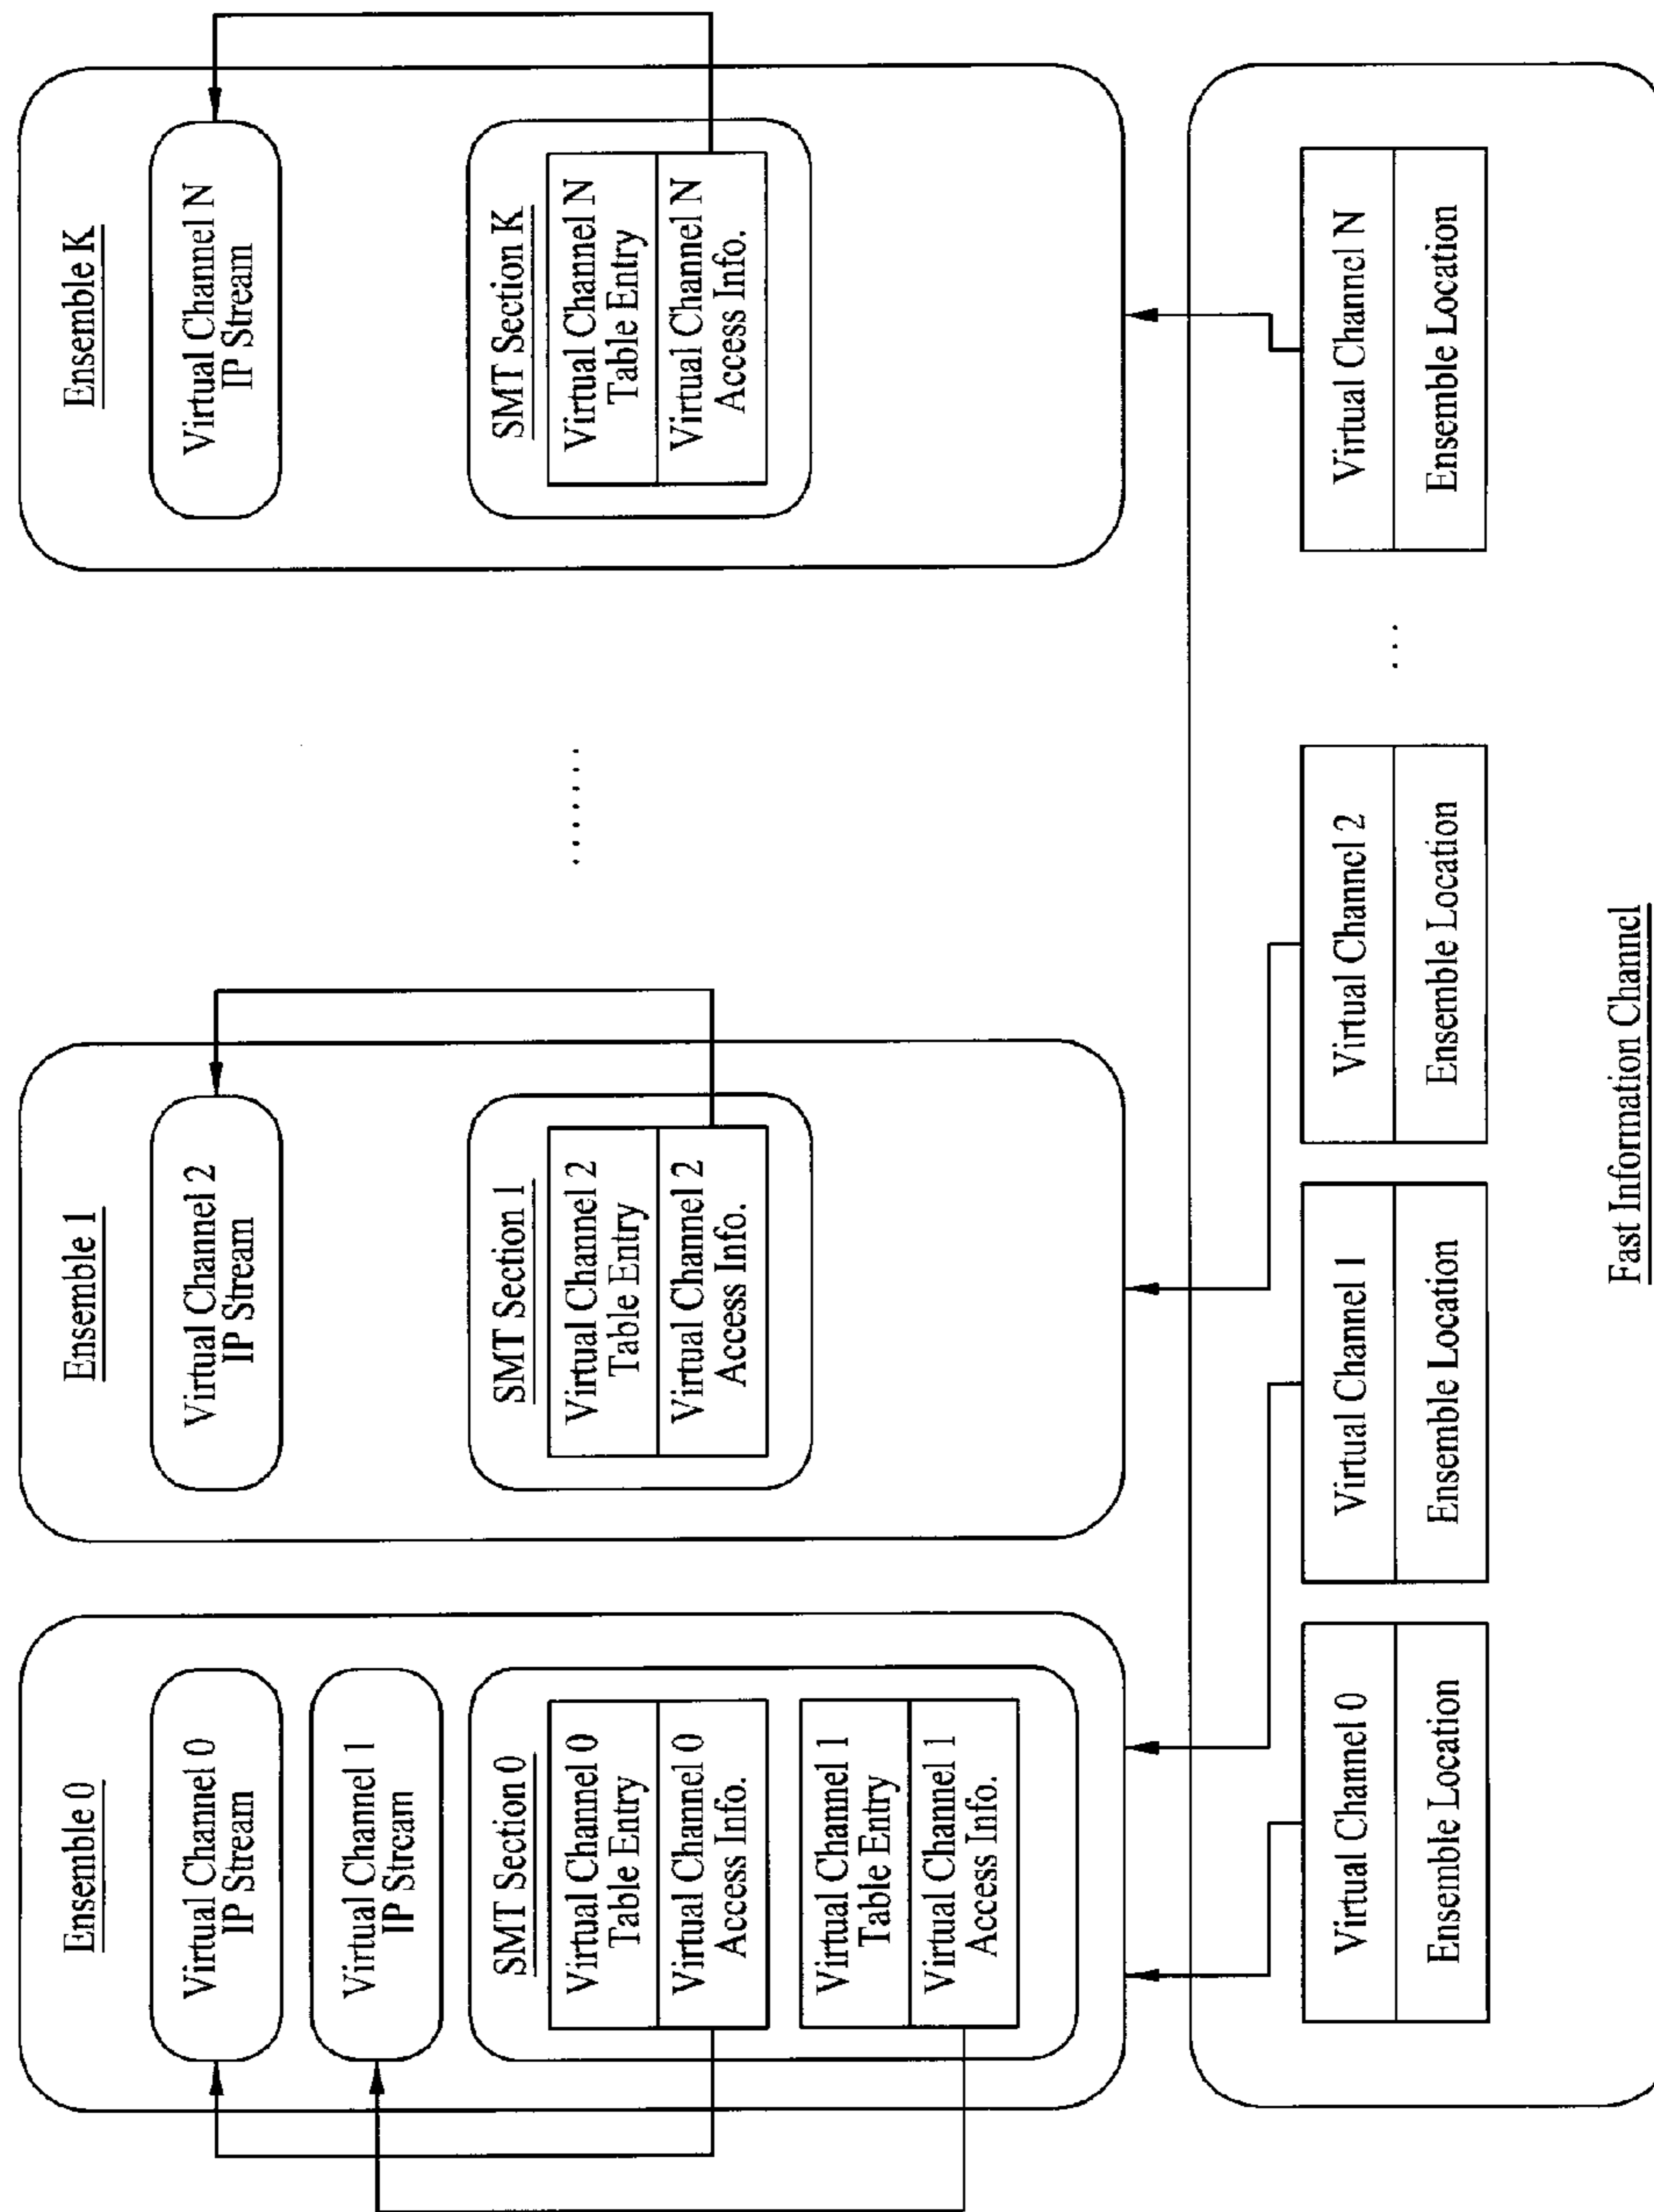 Ensemble 0
Virtual Channel 0
IP Stream
Virtual Channel 1
IP Stream
SMT Section 0
Virtual Channel 0
Table Entry
Virtual Channel 0
Access Info.
Virtual Channel 1
Table Entry
Virtual Channel 1
Access Info.
Ensemble 1
Virtual Channel 2
IP Stream
SMT Section 1
Virtual Channel 2
Table Entry
Virtual Channel 2
Access Info.
.......
Ensemble K
Virtual Channel N
IP Stream
SMT Section K
Virtual Channel N
Table Entry
Virtual Channel N
Access Info.
Virtual Channel 0
Ensemble Location
Virtual Channel 1
Ensemble Location
Virtual Channel 2
Ensemble Location
...
Virtual Channel N
Ensemble Location
Fast Information Channel